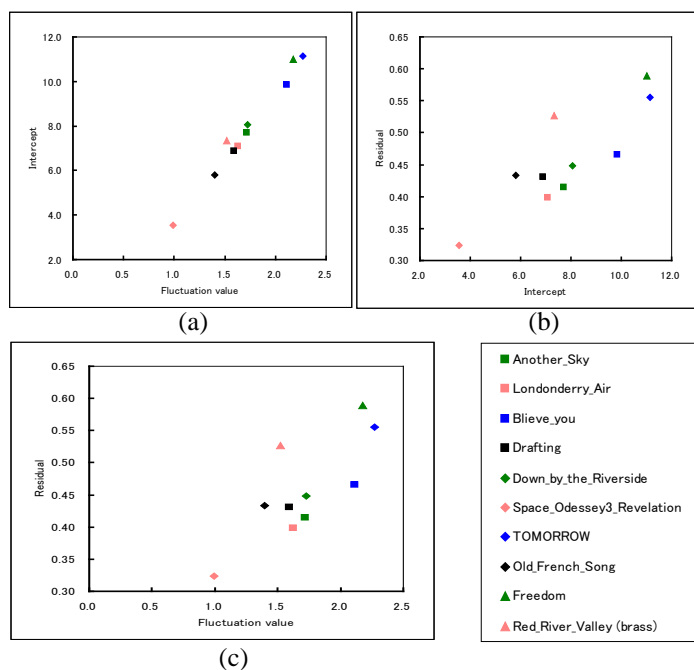 12.0
10.0
8.0
6.0
4.0
2.0
Intercept
0.0 0.5 1.0 1.5 2.0 2.5
Fluctuation value
(a)
0.65
0.60
0.55
0.50
0.45
0.40
0.35
0.30
Residual
2.0 4.0 6.0 8.0 10.0 12.0
Intercept
(b)
0.65
0.60
0.55
0.50
0.45
0.40
0.35
0.30
Residual
0.0 0.5 1.0 1.5 2.0 2.5
Fluctuation value
(c)
Another_Sky
Londonderry_Air
Blieve_you
Drafting
Down_by_the_Riverside
Space_Odessey3_Revelation
TOMORROW
Old_French_Song
Freedom
Red_River_Valley (brass)